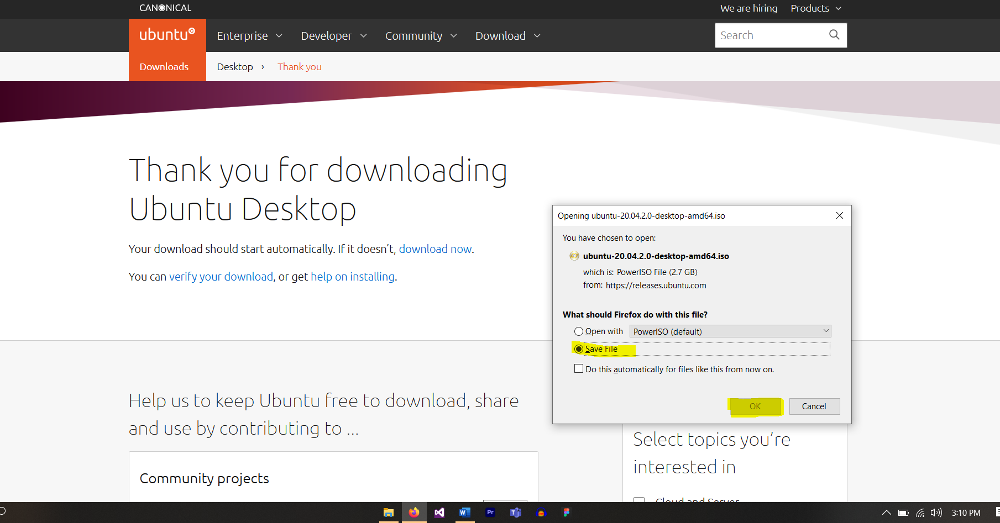 CANONICAL
We are hiring
Products
ubuntu
Enterprise
Developer
Community
Download
Search
Downloads
Desktop › Thank you
Thank you for downloading
Ubuntu Desktop
Your download should start automatically. If it doesn’t, download now.
You can verify your download, or get help on installing.
Opening ubuntu-20.04.2.0-desktop-amd64.iso
You have chosen to open:
ubuntu-20.04.2.0-desktop-amd64.iso
which is: PowerISO File (2.7 GB)
from: https://releases.ubuntu.com
What should Firefox do with this file?
Open with PowerISO (default)
Save File
Do this automatically for files like this from now on.
OK
Cancel
Help us to keep Ubuntu free to download, share
and use by contributing to ...
Community projects
Select topics you’re
interested in
Cloud and Server
W
Pr
T
3:10 PM